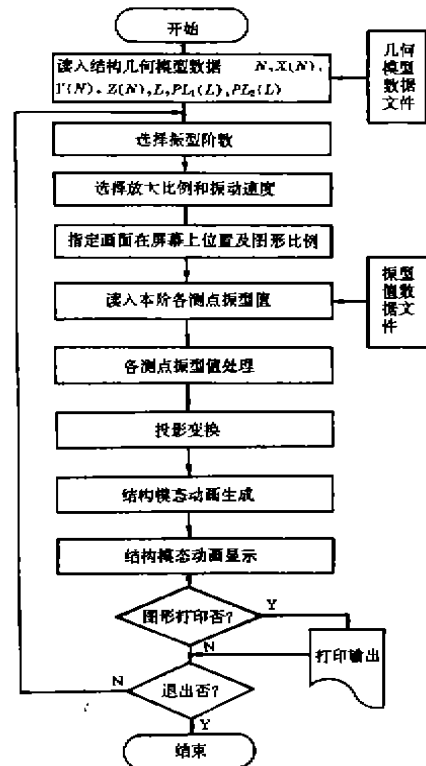 开始
读入结构几何模型数据 N,X(N),
Y(N),Z(N),L,PL₁(L),PL₂(L)
几何
模型
数据
文件
选择振型阶数
选择放大比例和振动速度
指定画面在屏幕上位置及图形比例
读入本阶各测点振型值
振型
值数
据文
件
各测点振型值处理
投影变换
结构模态动画生成
结构模态动画显示
图形打印否?
Y
N
打印输出
退出否?
N
Y
结束